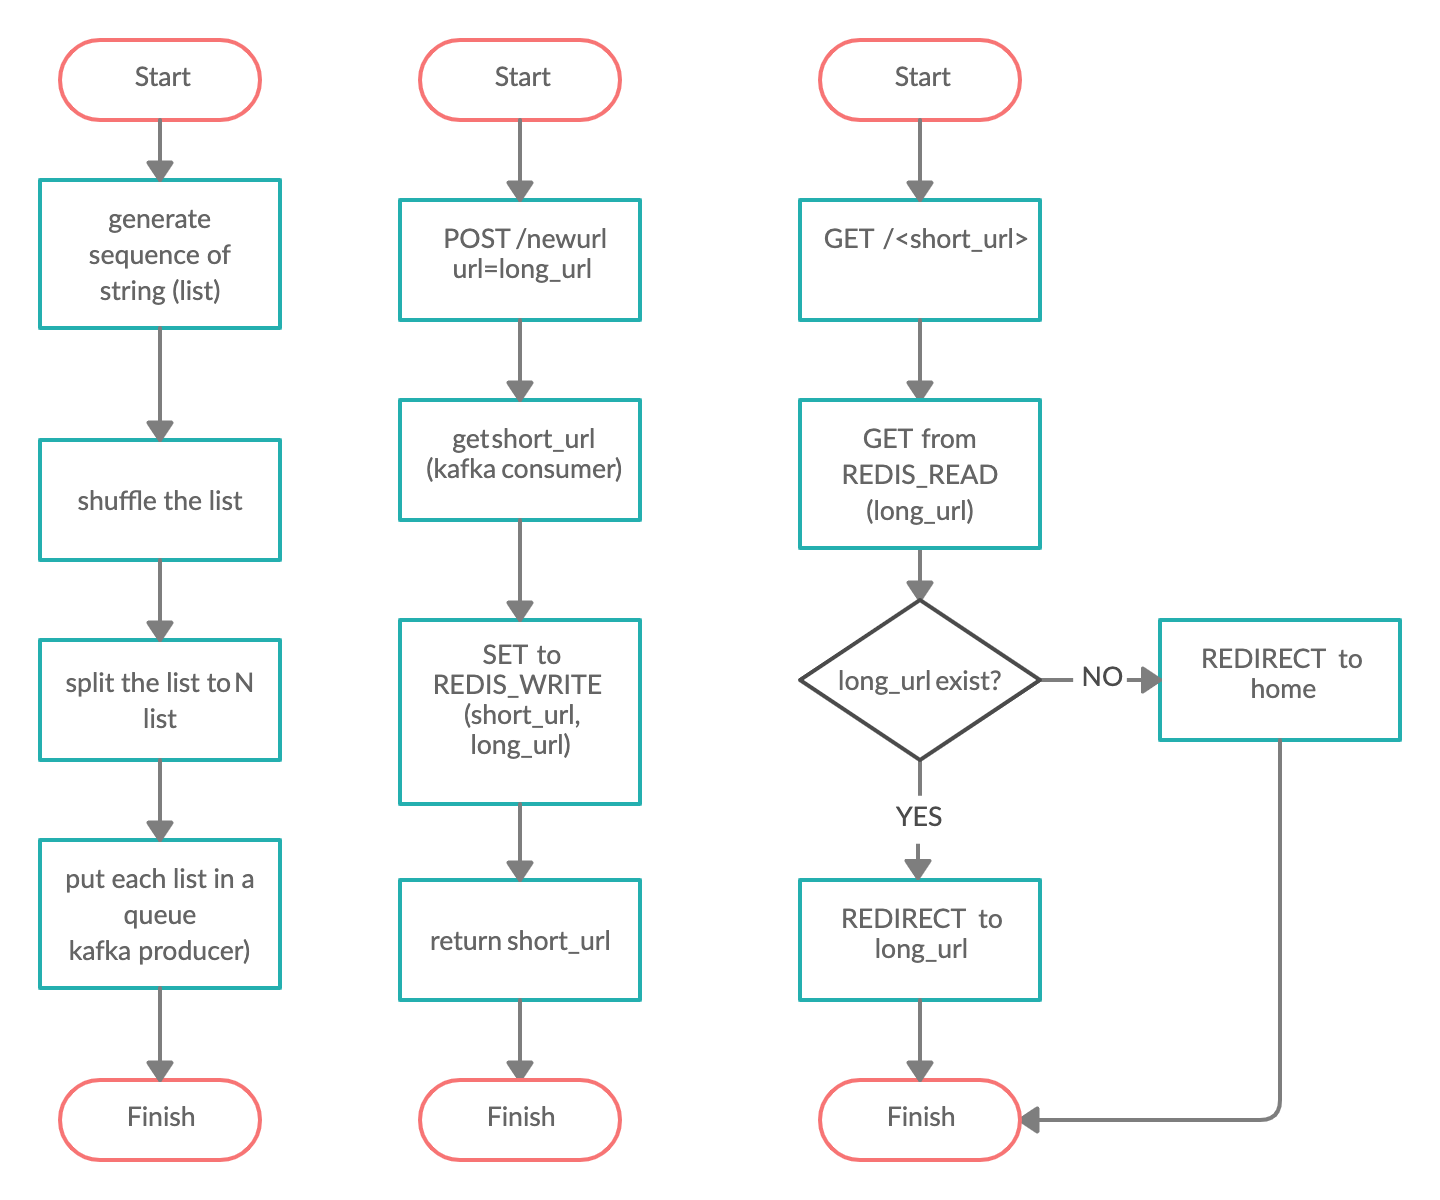 Start
generate
sequence of
string (list)
shuffle the list
split the list to N
list
put each list in a
queue
kafka producer)
Finish
Start
POST /newurl
url=long_url
get short_url
(kafka consumer)
SET to
REDIS_WRITE
(short_url,
long_url)
return short_url
Finish
Start
GET /<short_url>
GET from
REDIS_READ
(long_url)
long_url exist?
NO
REDIRECT to
home
YES
REDIRECT to
long_url
Finish